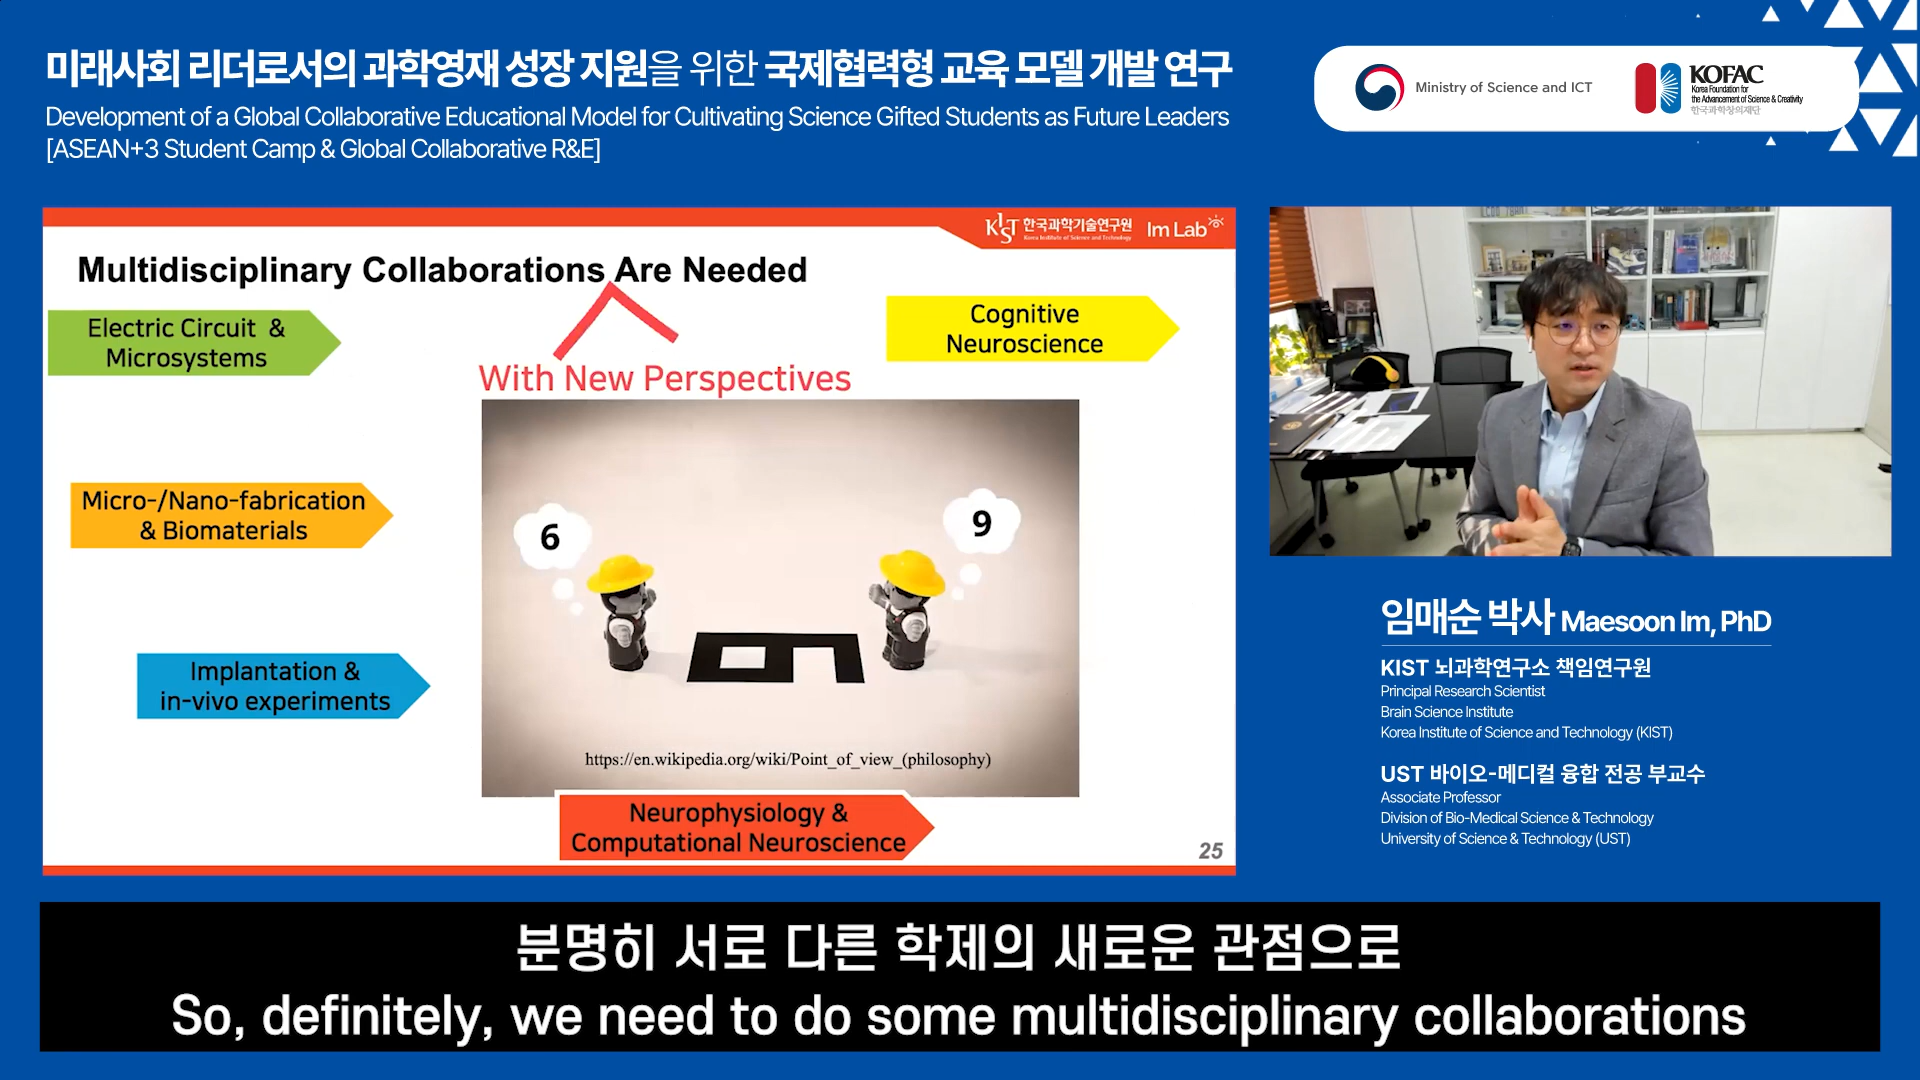 미래사회 리더로서의 과학영재 성장 지원을 위한 국제협력형 교육 모델 개발 연구
Development of a Global Collaborative Educational Model for Cultivating Science Gifted Students as Future Leaders
[ASEAN+3 Student Camp & Global Collaborative R&E]
Ministry of Science and ICT
KOFAC
Korea Foundation for
the Advancement of Science & Creativity
한국과학창의재단
KIST 한국과학기술연구원
Korea Institute of Science and Technology
Im Lab
Multidisciplinary Collaborations Are Needed
With New Perspectives
Electric Circuit &
Microsystems
Cognitive
Neuroscience
Micro-/Nano-fabrication
& Biomaterials
6
9
Implantation &
in-vivo experiments
https://en.wikipedia.org/wiki/Point_of_view_(philosophy)
Neurophysiology &
Computational Neuroscience
25
임매순 박사 Maesoon Im, PhD
KIST 뇌과학연구소 책임연구원
Principal Research Scientist
Brain Science Institute
Korea Institute of Science and Technology (KIST)
UST 바이오-메디컬 융합 전공 부교수
Associate Professor
Division of Bio-Medical Science & Technology
University of Science & Technology (UST)
분명히 서로 다른 학제의 새로운 관점으로
So, definitely, we need to do some multidisciplinary collaborations